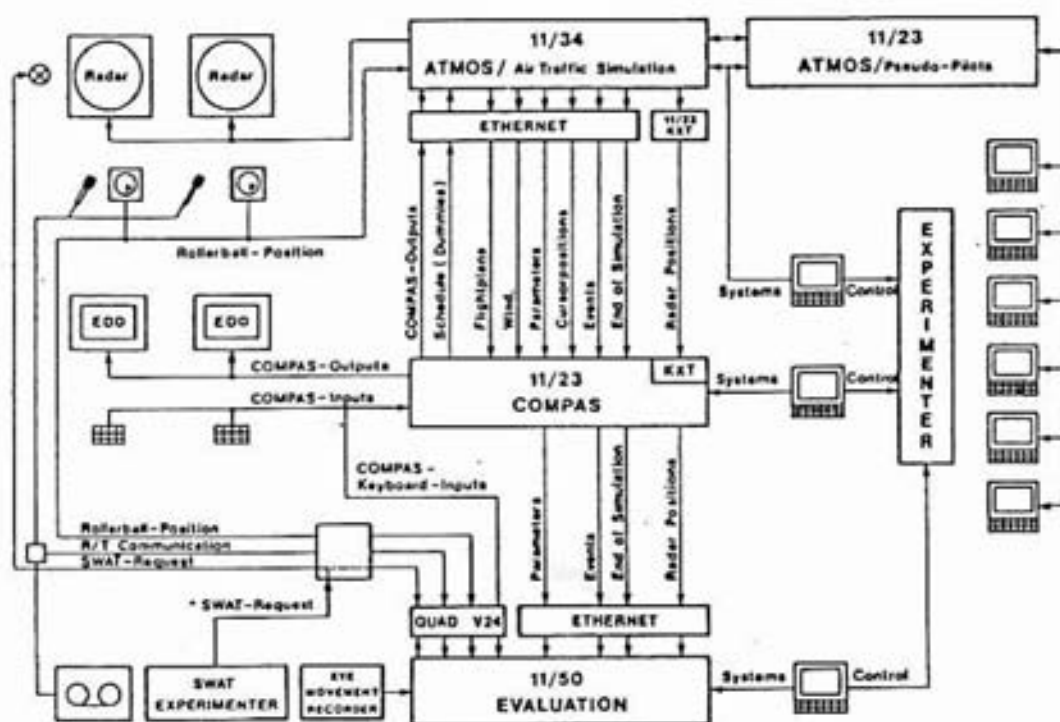 Radar
Radar
11/34
ATMOS/ Air Traffic Simulation
11/23
ATMOS/Pseudo-Pilots
ETHERNET
11/23
KXT
Rollerball-Position
COMPAS-Outputs
Schedule (Dummies)
Flightplans
Wind
Parameters
Cursorpositions
Events
End of Simulation
Radar Positions
Systems
Control
EXPERIMENTER
EDD
EDD
COMPAS-Outputs
COMPAS-Inputs
11/23
COMPAS
KXT
Systems
Control
COMPAS-
Keyboard-Inputs
Rollerball-Position
R/T Communication
SWAT-Request
* SWAT-Request
Parameters
Events
End of Simulation
Radar Positions
QUAD V24
ETHERNET
SWAT
EXPERIMENTER
EYE
MOVEMENT
RECORDER
11/50
EVALUATION
Systems
Control